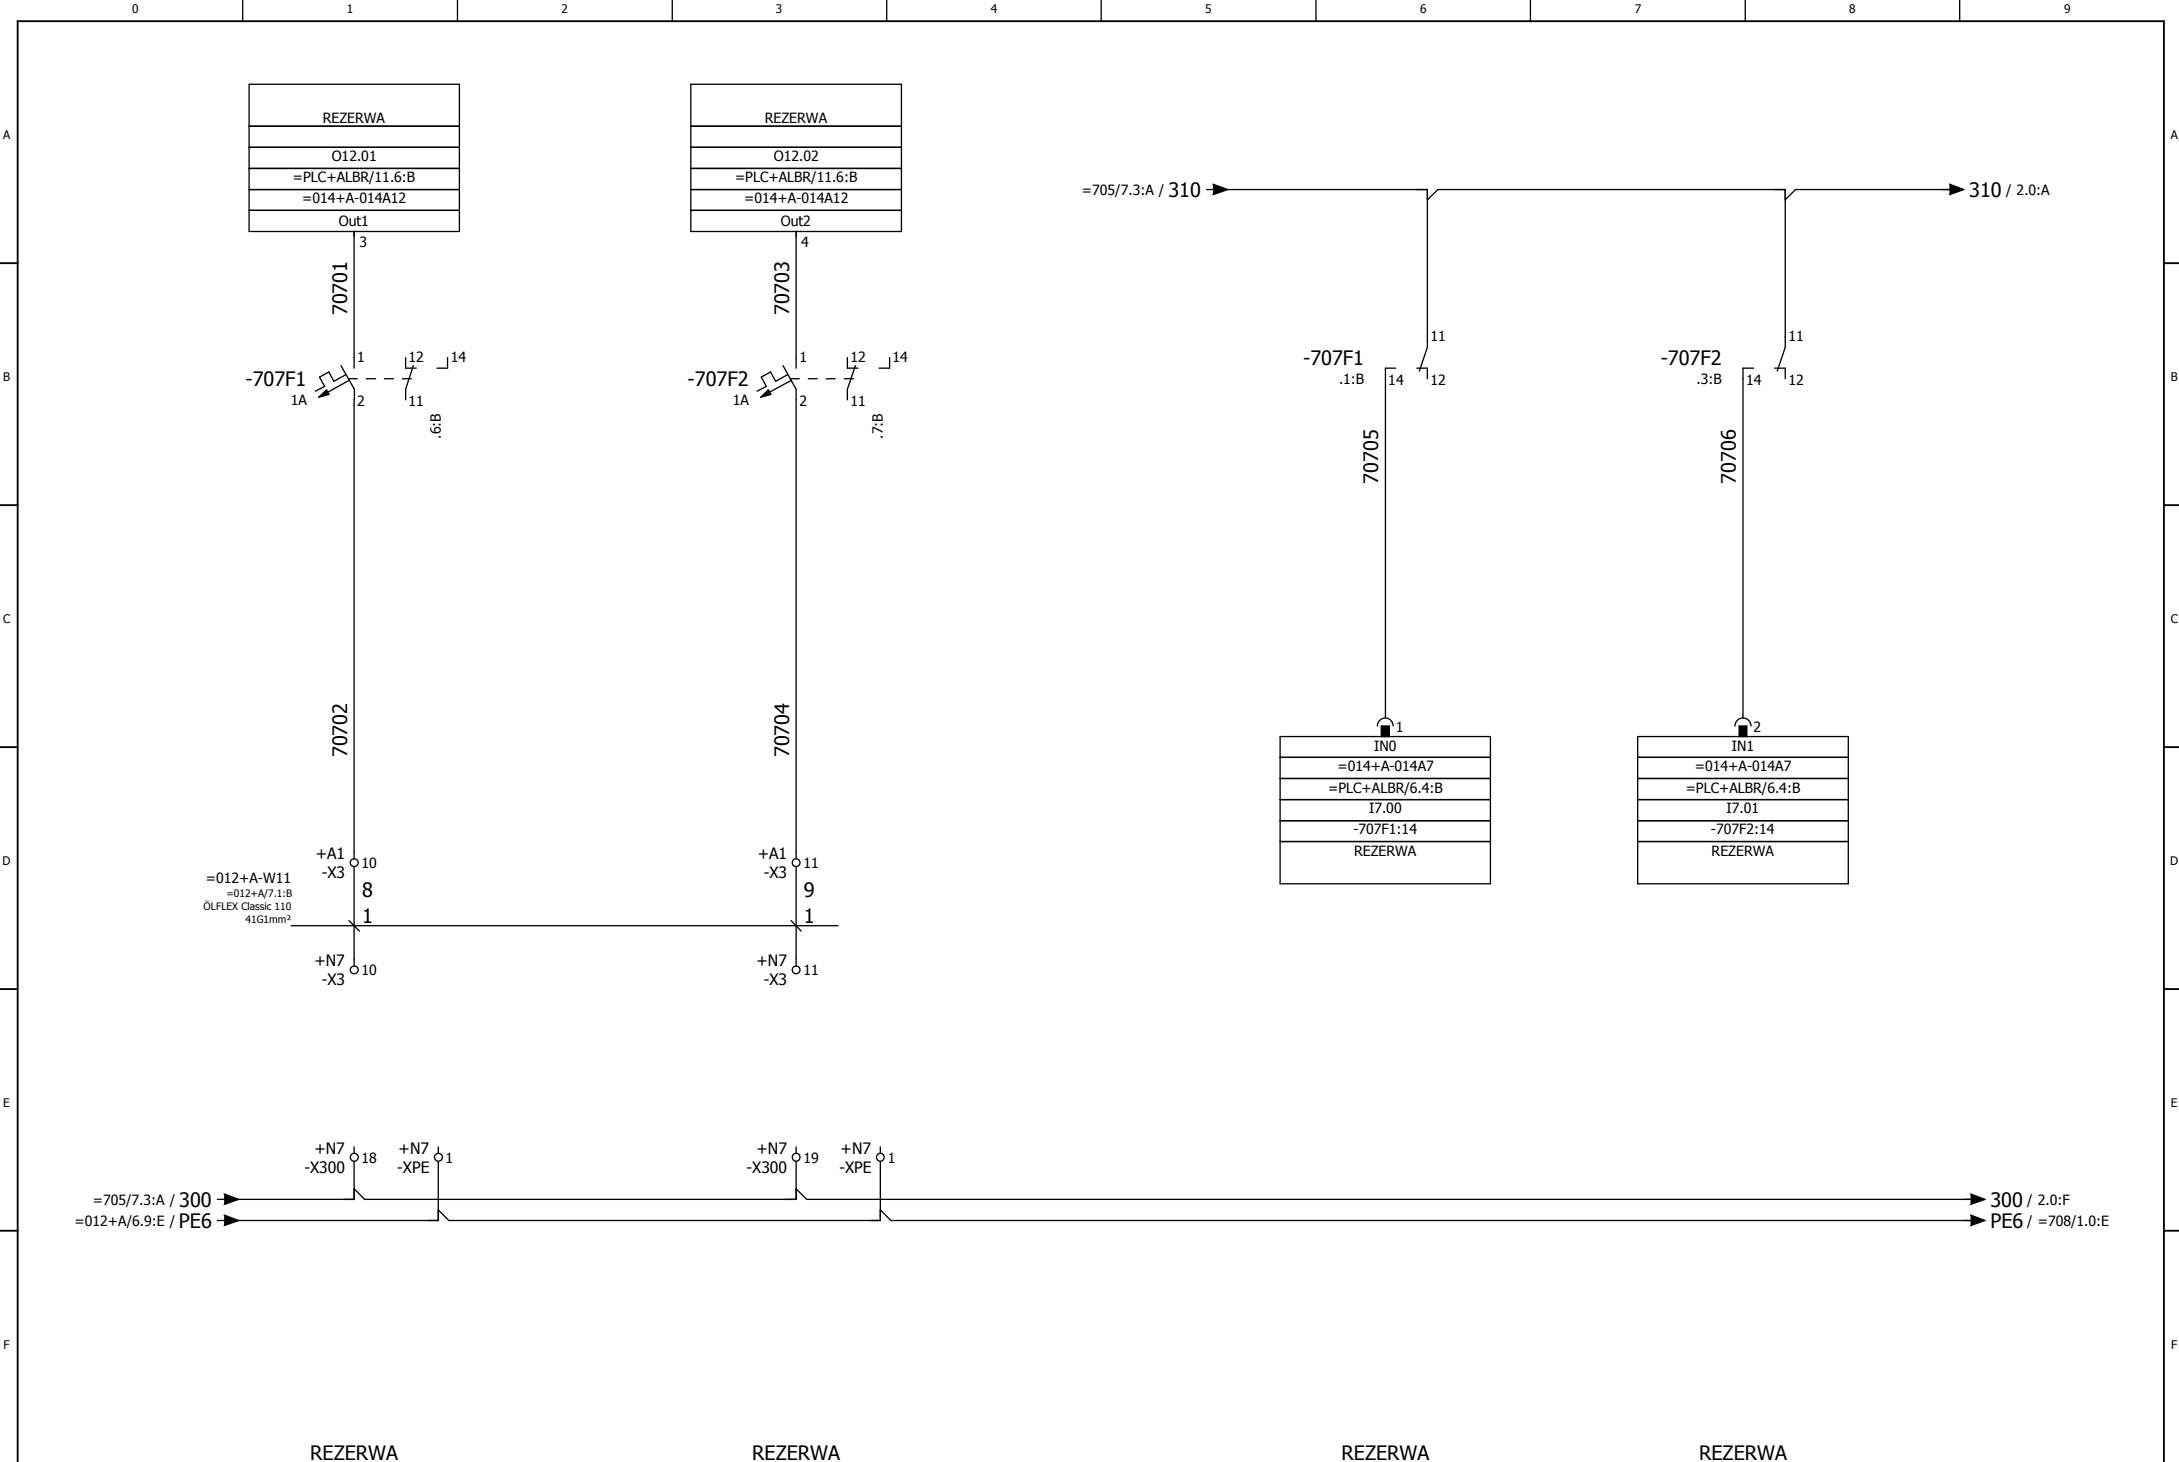 0 1 2 3 4 5 6 7 8 9
A
REZERWA
O12.01
=PLC+ALBR/11.6:B
=014+A-014A12
Out1
3
REZERWA
O12.02
=PLC+ALBR/11.6:B
=014+A-014A12
Out2
4
=705/7.3:A / 310
310 / 2.0:A
A
B
70701
-707F1
1A
1
2
12
14
11
.6:B
70703
-707F2
1A
1
2
12
14
11
.7:B
-707F1
.1:B
11
14
12
70705
-707F2
.3:B
11
14
12
70706
B
C
70702
70704
1
IN0
=014+A-014A7
=PLC+ALBR/6.4:B
I7.00
-707F1:14
REZERWA
2
IN1
=014+A-014A7
=PLC+ALBR/6.4:B
I7.01
-707F2:14
REZERWA
C
D
+A1
-X3
10
=012+A-W11
=012+A/7.1:B
ÖLFLEX Classic 110
41G1mm²
8
1
+N7
-X3
10
+A1
-X3
11
9
1
+N7
-X3
11
D
E
+N7
-X300
18
+N7
-XPE
1
+N7
-X300
19
+N7
-XPE
1
=705/7.3:A / 300
300 / 2.0:F
=012+A/6.9:E / PE6
PE6 / =708/1.0:E
E
F
F
REZERWA
REZERWA
REZERWA
REZERWA